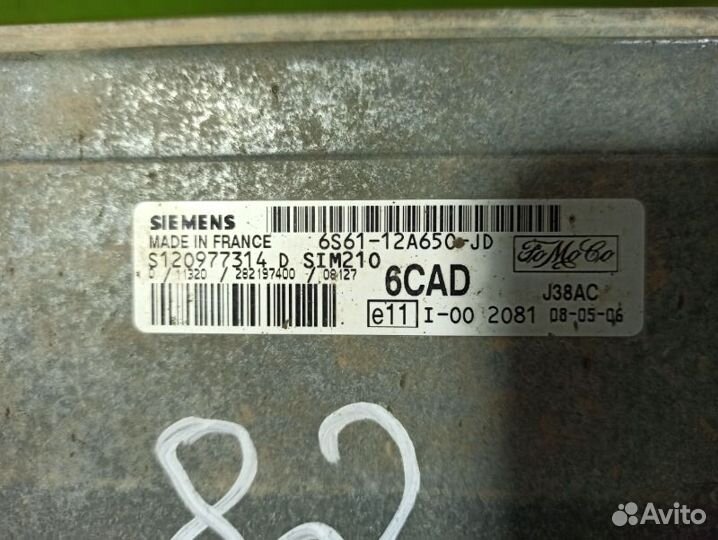 SIEMENS
MADE IN FRANCE 6S61-12A650-JD
S120977314 D SIM210
0 / 11320 / 282197400 / 08127
FoMoCo
6CAD
J38AC
e11 I-00 2081 08-05-06
82
Avito